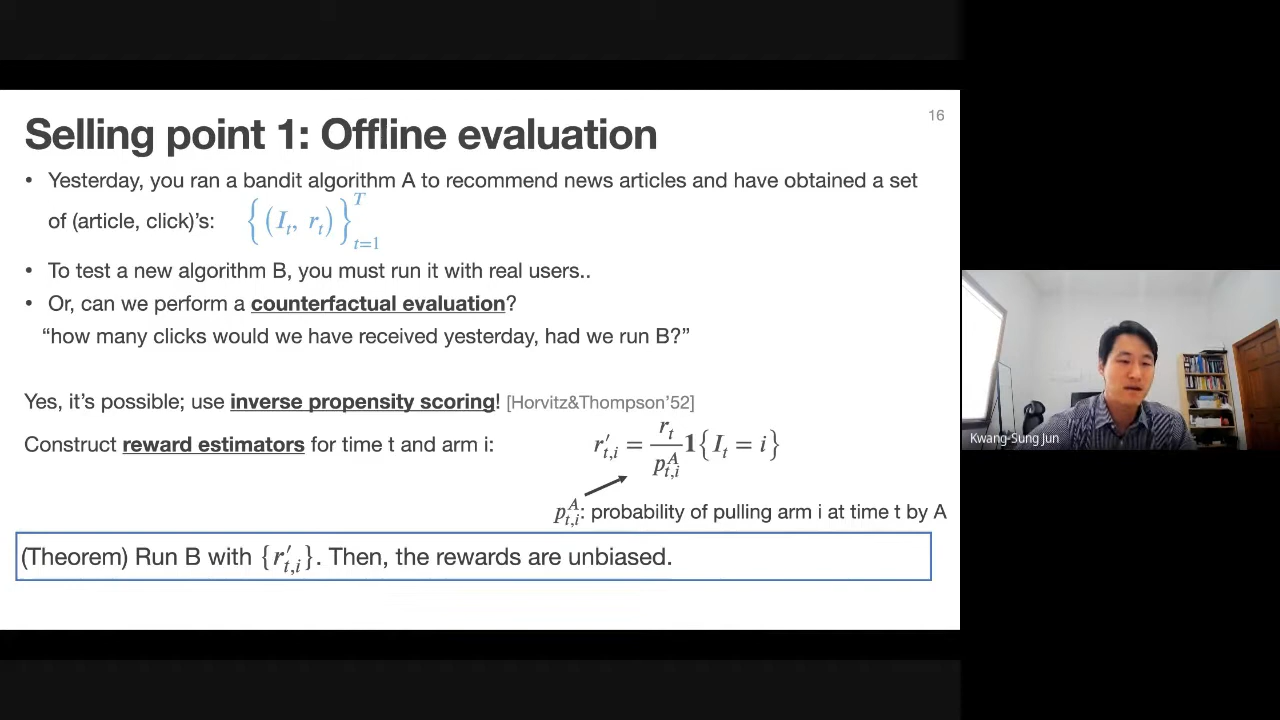 16
Selling point 1: Offline evaluation
• Yesterday, you ran a bandit algorithm A to recommend news articles and have obtained a set
of (article, click)'s: {(I_t, r_t)}_{t=1}^T
• To test a new algorithm B, you must run it with real users..
• Or, can we perform a counterfactual evaluation?
“how many clicks would we have received yesterday, had we run B?”
Yes, it’s possible; use inverse propensity scoring! [Horvitz&Thompson’52]
Construct reward estimators for time t and arm i: r'_{t,i} = \frac{r_t}{p^A_{t,i}} 1{I_t = i}
p^A_{t,i}: probability of pulling arm i at time t by A
(Theorem) Run B with {r'_{t,i}}. Then, the rewards are unbiased.
Kwang-Sung Jun